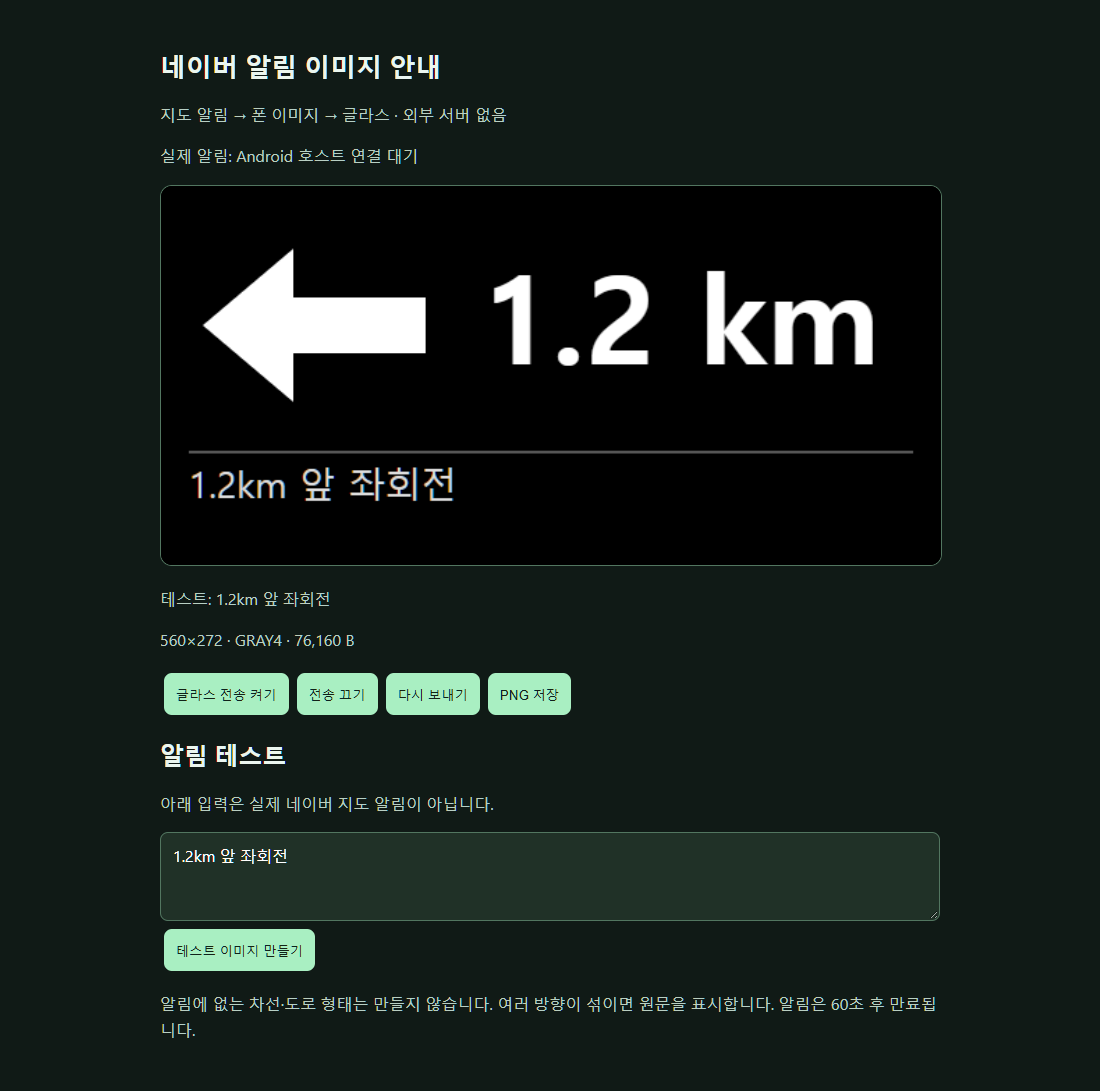 네이버 알림 이미지 안내
지도 알림 → 폰 이미지 → 글라스 · 외부 서버 없음
실제 알림: Android 호스트 연결 대기
1.2 km
1.2km 앞 좌회전
테스트: 1.2km 앞 좌회전
560×272 · GRAY4 · 76,160 B
글라스 전송 켜기 전송 끄기 다시 보내기 PNG 저장
알림 테스트
아래 입력은 실제 네이버 지도 알림이 아닙니다.
1.2km 앞 좌회전
테스트 이미지 만들기
알림에 없는 차선·도로 형태는 만들지 않습니다. 여러 방향이 섞이면 원문을 표시합니다. 알림은 60초 후 만료됩
니다.